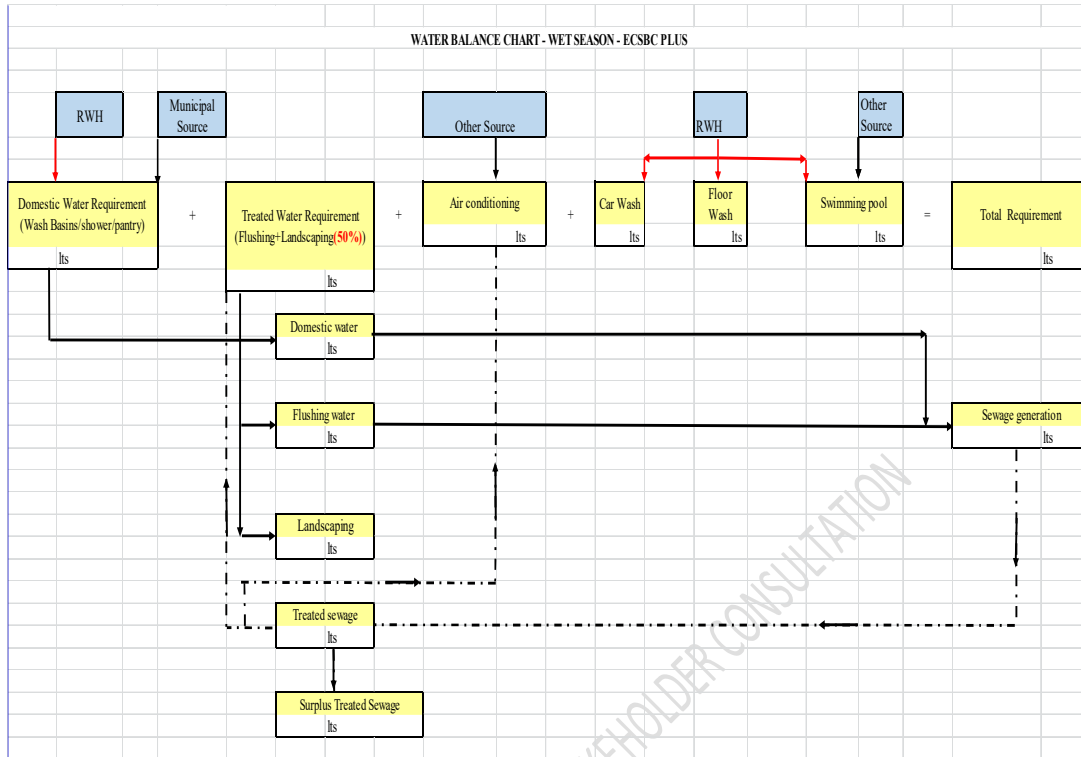 WATER BALANCE CHART - WET SEASON - ECSBC PLUS
RWH
Municipal
Source
Other Source
RWH
Other
Source
Domestic Water Requirement
(Wash Basins/shower/pantry)
lts
+
Treated Water Requirement
(Flushing+Landscaping(50%))
lts
+
Air conditioning
lts
+
Car Wash
lts
Floor
Wash
lts
Swimming pool
lts
=
Total Requirement
lts
Domestic water
lts
Flushing water
lts
Sewage generation
lts
Landscaping
lts
Treated sewage
lts
Surplus Treated Sewage
lts
EHOLDER CONSULTATION